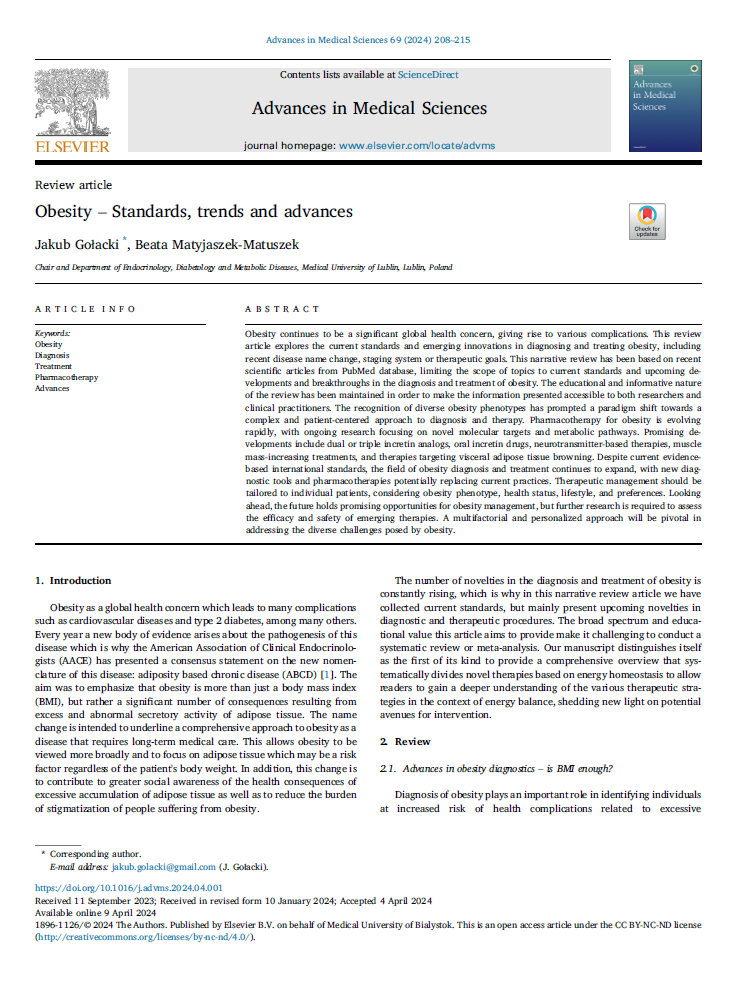 Advances in Medical Sciences 69 (2024) 208–215
Contents lists available at ScienceDirect
Advances in Medical Sciences
journal homepage: www.elsevier.com/locate/advms
ELSEVIER
Advances
in Medical
Sciences
Review article
Obesity – Standards, trends and advances
Check for
updates
Jakub Gołacki *, Beata Matyjaszek-Matuszek
Chair and Department of Endocrinology, Diabetology and Metabolic Diseases, Medical University of Lublin, Lublin, Poland
ARTICLE INFO
Keywords:
Obesity
Diagnosis
Treatment
Pharmacotherapy
Advances
ABSTRACT
Obesity continues to be a significant global health concern, giving rise to various complications. This review
article explores the current standards and emerging innovations in diagnosing and treating obesity, including
recent disease name change, staging system or therapeutic goals. This narrative review has been based on recent
scientific articles from PubMed database, limiting the scope of topics to current standards and upcoming de-
velopments and breakthroughs in the diagnosis and treatment of obesity. The educational and informative nature
of the review has been maintained in order to make the information presented accessible to both researchers and
clinical practitioners. The recognition of diverse obesity phenotypes has prompted a paradigm shift towards a
complex and patient-centered approach to diagnosis and therapy. Pharmacotherapy for obesity is evolving
rapidly, with ongoing research focusing on novel molecular targets and metabolic pathways. Promising de-
velopments include dual or triple incretin analogs, oral incretin drugs, neurotransmitter-based therapies, muscle
mass-increasing treatments, and therapies targeting visceral adipose tissue browning. Despite current evidence-
based international standards, the field of obesity diagnosis and treatment continues to expand, with new diag-
nostic tools and pharmacotherapies potentially replacing current practices. Therapeutic management should be
tailored to individual patients, considering obesity phenotype, health status, lifestyle, and preferences. Looking
ahead, the future holds promising opportunities for obesity management, but further research is required to assess
the efficacy and safety of emerging therapies. A multifactorial and personalized approach will be pivotal in
addressing the diverse challenges posed by obesity.
1. Introduction
Obesity as a global health concern which leads to many complications
such as cardiovascular diseases and type 2 diabetes, among many others.
Every year a new body of evidence arises about the pathogenesis of this
disease which is why the American Association of Clinical Endocrinolo-
gists (AACE) has presented a consensus statement on the new nomen-
clature of this disease: adiposity based chronic disease (ABCD) [1]. The
aim was to emphasize that obesity is more than just a body mass index
(BMI), but rather a significant number of consequences resulting from
excess and abnormal secretory activity of adipose tissue. The name
change is intended to underline a comprehensive approach to obesity as a
disease that requires long-term medical care. This allows obesity to be
viewed more broadly and to focus on adipose tissue which may be a risk
factor regardless of the patient's body weight. In addition, this change is
to contribute to greater social awareness of the health consequences of
excessive accumulation of adipose tissue as well as to reduce the burden
of stigmatization of people suffering from obesity.
The number of novelties in the diagnosis and treatment of obesity is
constantly rising, which is why in this narrative review article we have
collected current standards, but mainly present upcoming novelties in
diagnostic and therapeutic procedures. The broad spectrum and educa-
tional value this article aims to provide make it challenging to conduct a
systematic review or meta-analysis. Our manuscript distinguishes itself
as the first of its kind to provide a comprehensive overview that sys-
tematically divides novel therapies based on energy homeostasis to allow
readers to gain a deeper understanding of the various therapeutic stra-
tegies in the context of energy balance, shedding new light on potential
avenues for intervention.
2. Review
2.1. Advances in obesity diagnostics – is BMI enough?
Diagnosis of obesity plays an important role in identifying individuals
at increased risk of health complications related to excessive
* Corresponding author.
E-mail address: jakub.golacki@gmail.com (J. Gołacki).
https://doi.org/10.1016/j.advms.2024.04.001
Received 11 September 2023; Received in revised form 10 January 2024; Accepted 4 April 2024
Available online 9 April 2024
1896-1126/© 2024 The Authors. Published by Elsevier B.V. on behalf of Medical University of Bialystok. This is an open access article under the CC BY-NC-ND license
(http://creativecommons.org/licenses/by-nc-nd/4.0/).